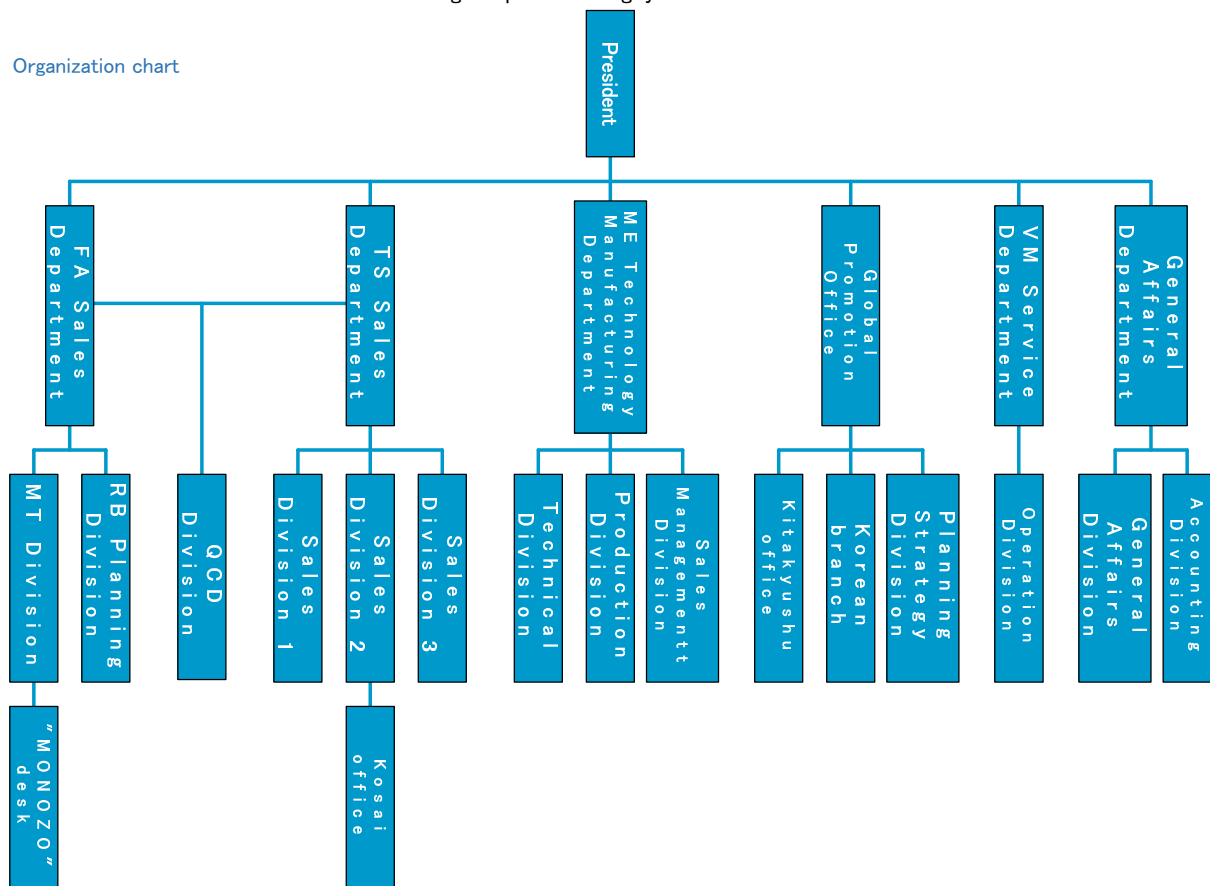 Organization chart
President
FA Sales
Department
TS Sales
Department
ME Technology
Manufacturing
Department
Global
Promotion
Office
VM Service
Department
General
Affairs
Department
MT Division
RB Planning
Division
QCD
Division
Sales
Division 1
Sales
Division 2
Sales
Division 3
Technical
Division
Production
Division
Sales
Managementt
Division
Kitakyushu
office
Korean
branch
Planning
Strategy
Division
Operation
Division
General
Affairs
Division
Accounting
Division
"MONOZO"
desk
Kosai
office